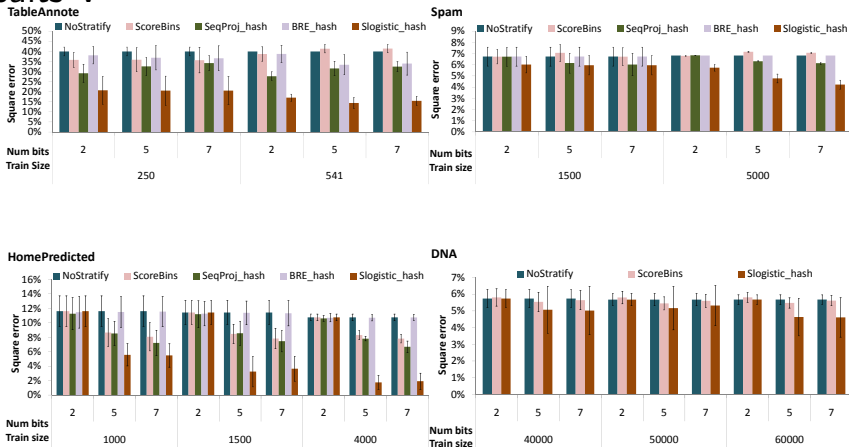 TableAnnote
NoStratify ScoreBins SeqProj_hash BRE_hash Slogistic_hash
Square error
50%
45%
40%
35%
30%
25%
20%
15%
10%
5%
0%
Num bits 2 5 7 2 5 7
Train Size 250 541
Spam
NoStratify ScoreBins SeqProj_hash BRE_hash Slogistic_hash
Square error
9%
8%
7%
6%
5%
4%
3%
2%
1%
0%
Num bits 2 5 7 2 5 7
Train Size 1500 5000
HomePredicted
NoStratify ScoreBins SeqProj_hash BRE_hash Slogistic_hash
Square error
16%
14%
12%
10%
8%
6%
4%
2%
0%
Num bits 2 5 7 2 5 7 2 5 7
Train size 1000 1500 4000
DNA
NoStratify ScoreBins Slogistic_hash
Square error
7%
6%
5%
4%
3%
2%
1%
0%
Num bits 2 5 7 2 5 7 2 5 7
Train size 40000 50000 60000